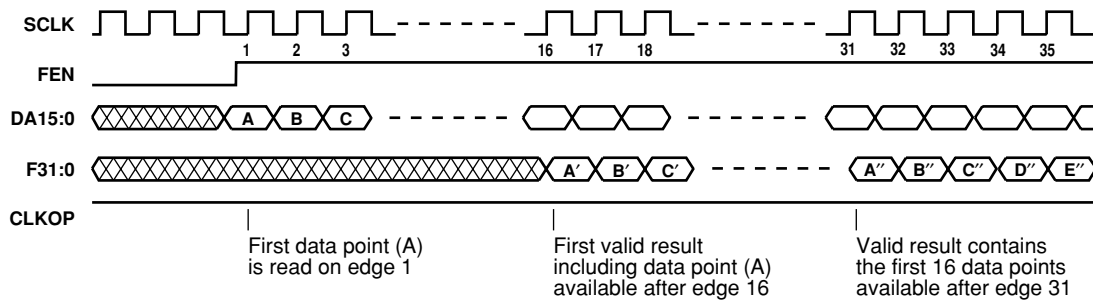 SCLK
1 2 3 16 17 18 31 32 33 34 35
FEN
DA15:0 A B C
F31:0 A′ B′ C′ A″ B″ C″ D″ E″
CLKOP
First data point (A)
is read on edge 1
First valid result
including data point (A)
available after edge 16
Valid result contains
the first 16 data points
available after edge 31